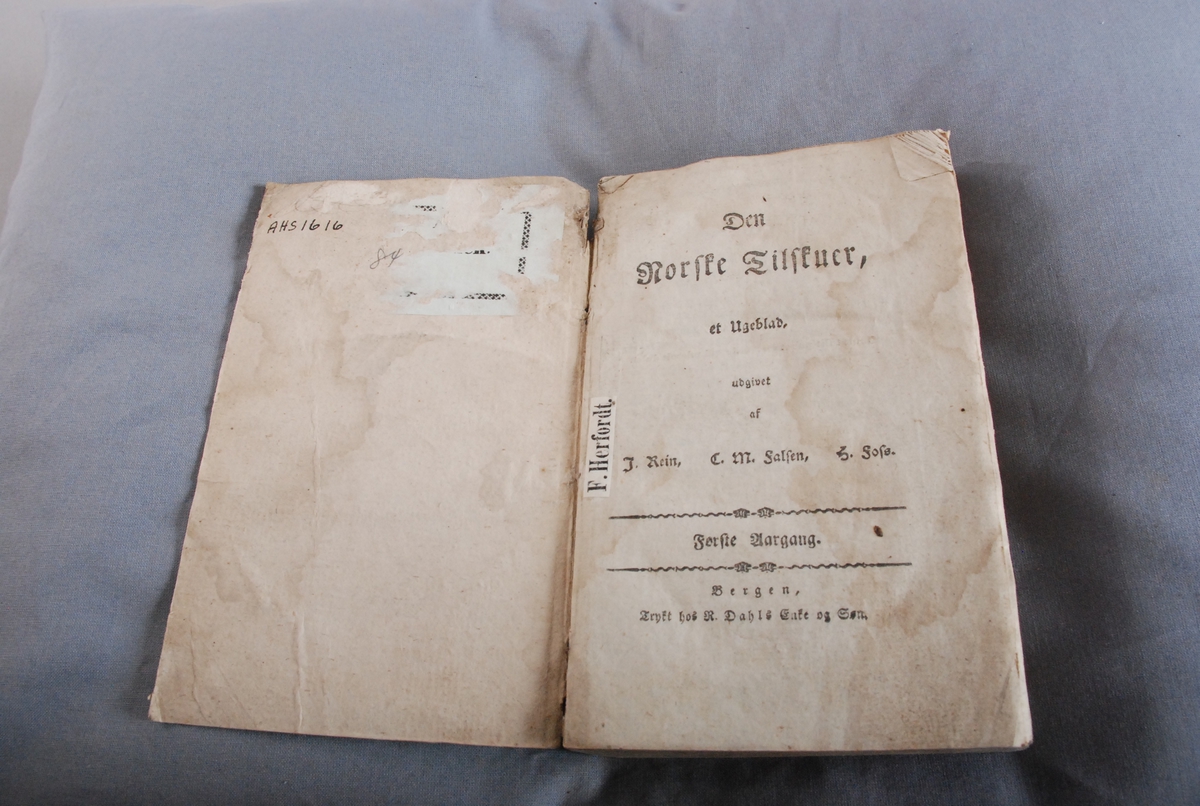 AHS1616
84
Den
Norske Tilskuer,
et Ugeblad,
udgivet
af
J. Rein, C. M. Falsen, H. Foss.
F. Herfordt.
Første Aargang.
Bergen,
Trykt hos R. Dahls Enke og Søn.